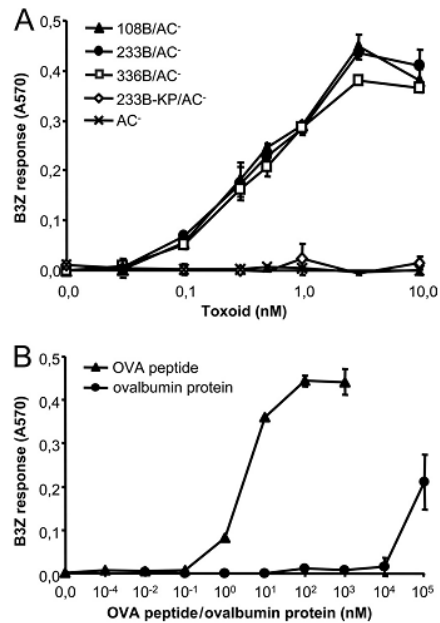 A
108B/AC-
233B/AC-
336B/AC-
233B-KP/AC-
AC-
B3Z response (A570)
0,5
0,4
0,3
0,2
0,1
0,0
0,0 0,1 1,0 10,0
Toxoid (nM)
B
OVA peptide
ovalbumin protein
B3Z response (A570)
0,5
0,4
0,3
0,2
0,1
0,0
0,0 10-4 10-2 10-1 10⁰ 10¹ 10² 10³ 10⁴ 10⁵
OVA peptide/ovalbumin protein (nM)